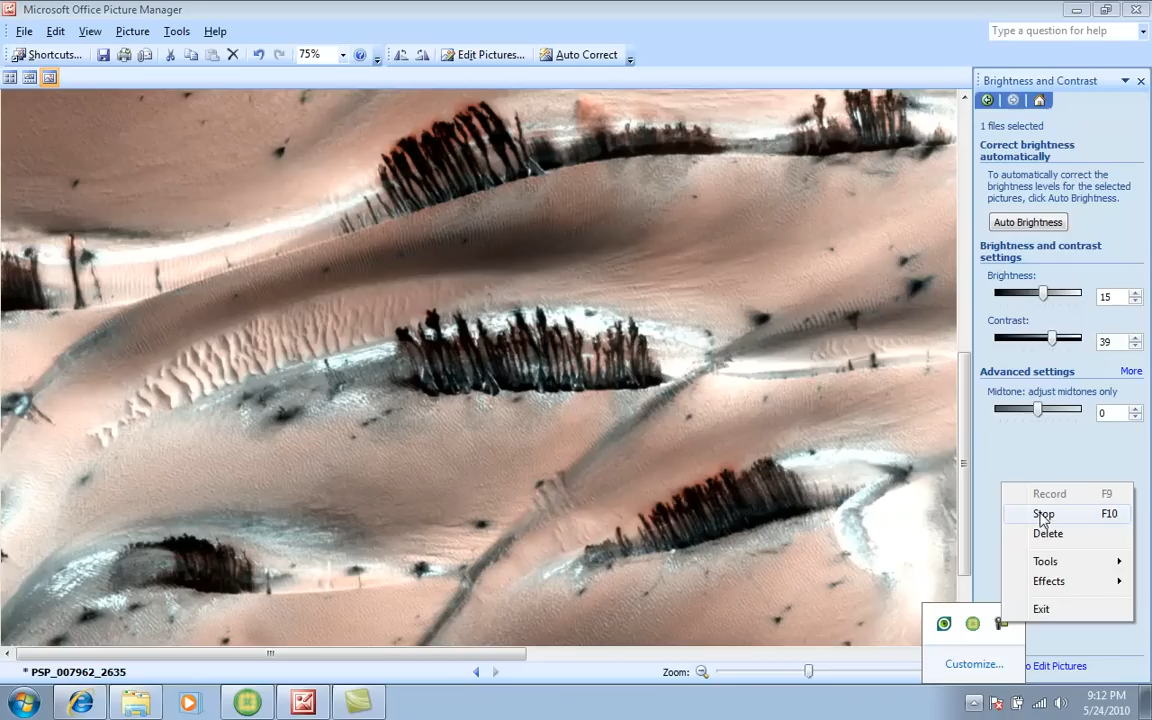 Microsoft Office Picture Manager
File Edit View Picture Tools Help
Type a question for help
Shortcuts...
75%
Edit Pictures...
Auto Correct
Brightness and Contrast
1 files selected
Correct brightness
automatically
To automatically correct the
brightness levels for the selected
pictures, click Auto Brightness.
Auto Brightness
Brightness and contrast
settings
Brightness:
15
Contrast:
39
Advanced settings More
Midtone: adjust midtones only
0
Record F9
Stop F10
Delete
Tools
Effects
Exit
Customize...
to Edit Pictures
* PSP_007962_2635
Zoom:
9:12 PM
5/24/2010